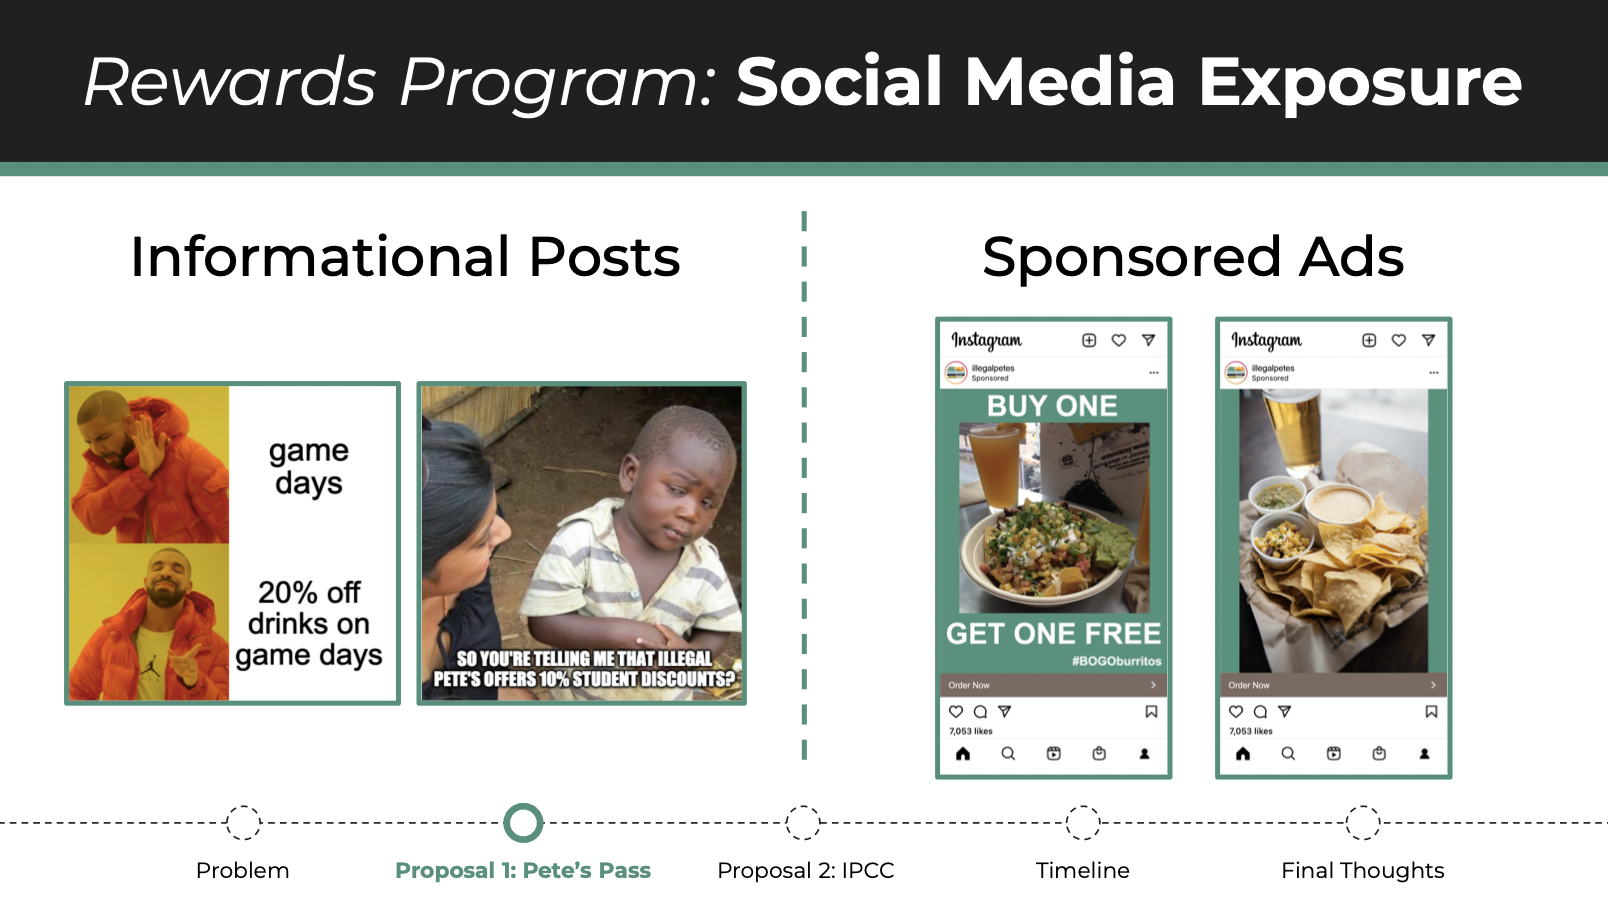 Rewards Program: Social Media Exposure
Informational Posts
game
days
20% off
drinks on
game days
SO YOU'RE TELLING ME THAT ILLEGAL
PETE'S OFFERS 10% STUDENT DISCOUNTS?
Sponsored Ads
Instagram
illegalpetes
Sponsored
BUY ONE
GET ONE FREE
#BOGOburritos
Order Now
7,053 likes
Instagram
illegalpetes
Sponsored
Order Now
7,053 likes
Problem
Proposal 1: Pete's Pass
Proposal 2: IPCC
Timeline
Final Thoughts